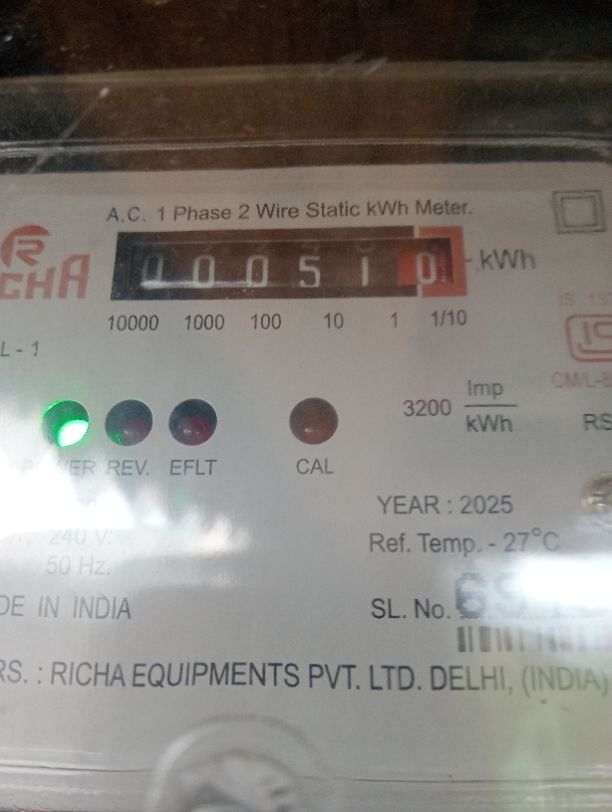 A.C. 1 Phase 2 Wire Static kWh Meter.
R
CHA
0 0 0 5 1 0 kWh
10000 1000 100 10 1 1/10
L - 1
3200 Imp/kWh
POWER REV. EFLT CAL
YEAR : 2025
240 V.
Ref. Temp. - 27°C
50 Hz.
DE IN INDIA
SL. No.
RS. : RICHA EQUIPMENTS PVT. LTD. DELHI, (INDIA)